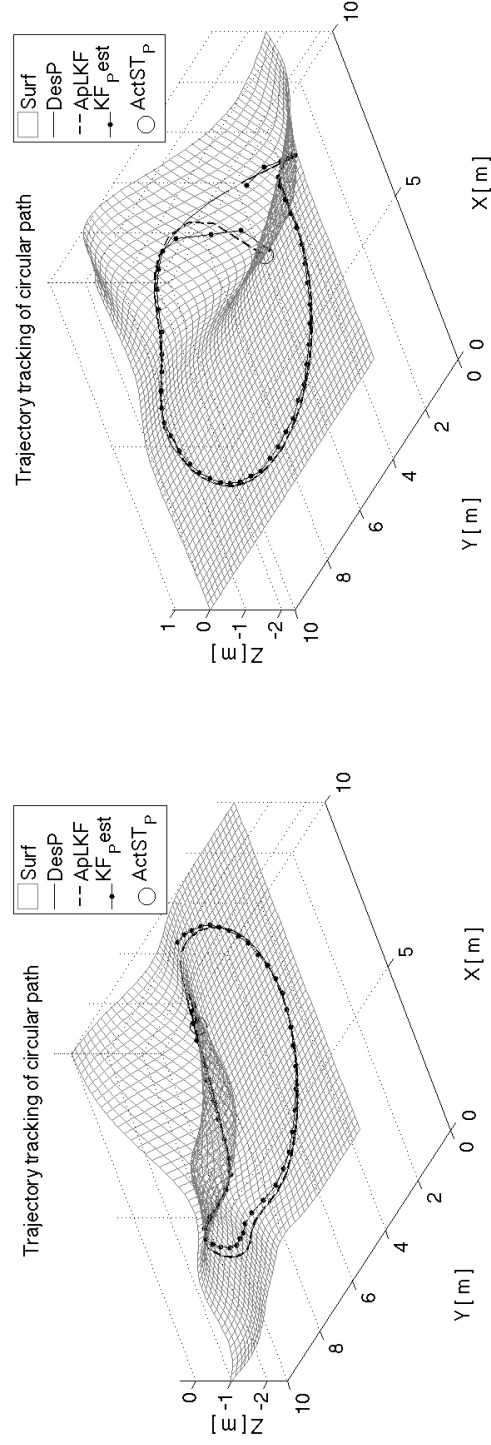 Trajectory tracking of circular path
Surf
DesP
ApLKF
KF_P est
ActST_P
0
-1
-2
Z [ m ]
10
8
6
4
2
0
Y [ m ]
0
5
10
X [ m ]
Trajectory tracking of circular path
Surf
DesP
ApLKF
KF_P est
ActST_P
1
0
-1
-2
Z [ m ]
10
8
6
4
2
0
Y [ m ]
0
5
10
X [ m ]